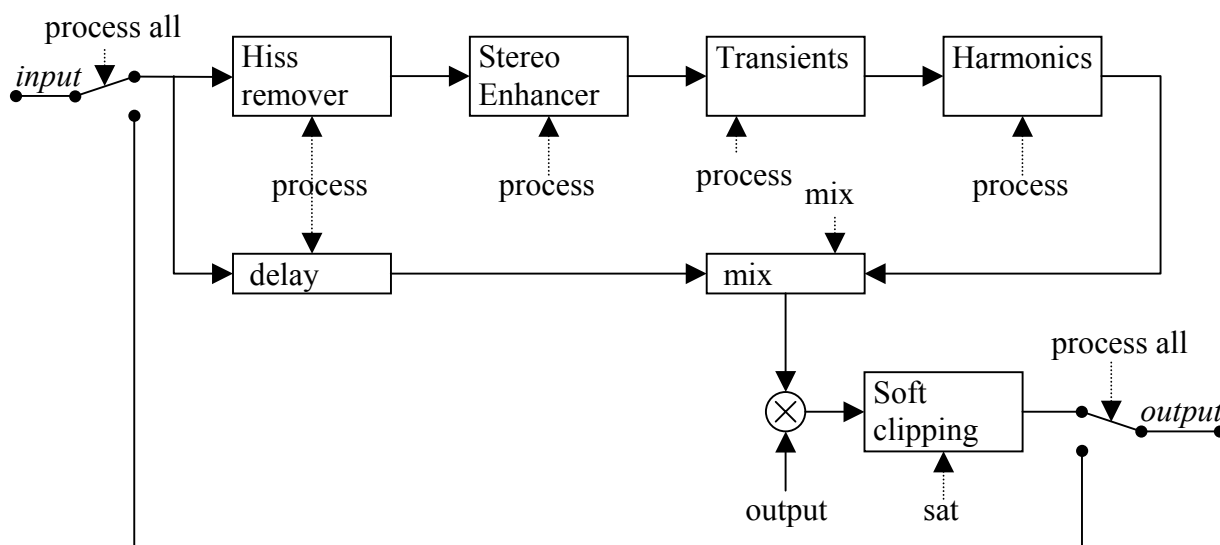 process all
input
Hiss
remover
Stereo
Enhancer
Transients
Harmonics
process
process
process
process
mix
delay
mix
process all
Soft
clipping
output
output
sat